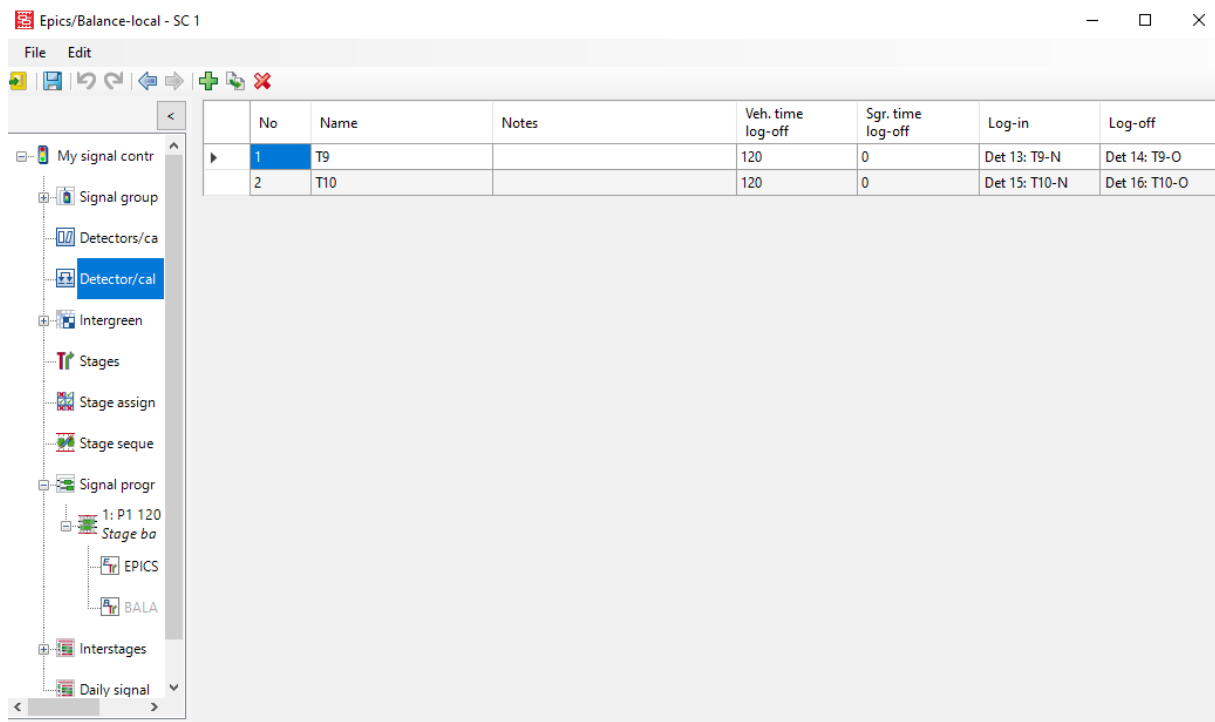 Epics/Balance-local - SC 1
File Edit
<
No Name Notes Veh. time log-off Sgr. time log-off Log-in Log-off
1 T9 120 0 Det 13: T9-N Det 14: T9-O
2 T10 120 0 Det 15: T10-N Det 16: T10-O
My signal contr
Signal group
Detectors/ca
Detector/cal
Intergreen
Stages
Stage assign
Stage seque
Signal progr
1: P1 120
Stage ba
EPICS
BALA
Interstages
Daily signal